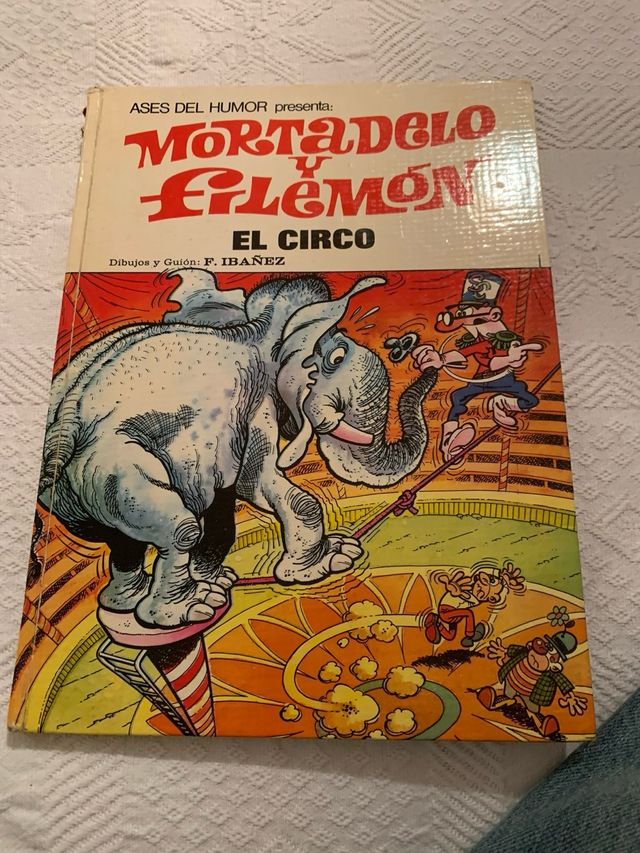 ASES DEL HUMOR presenta:
MORTADELO
Y
FILEMÓN
EL CIRCO
Dibujos y Guión: F. IBAÑEZ